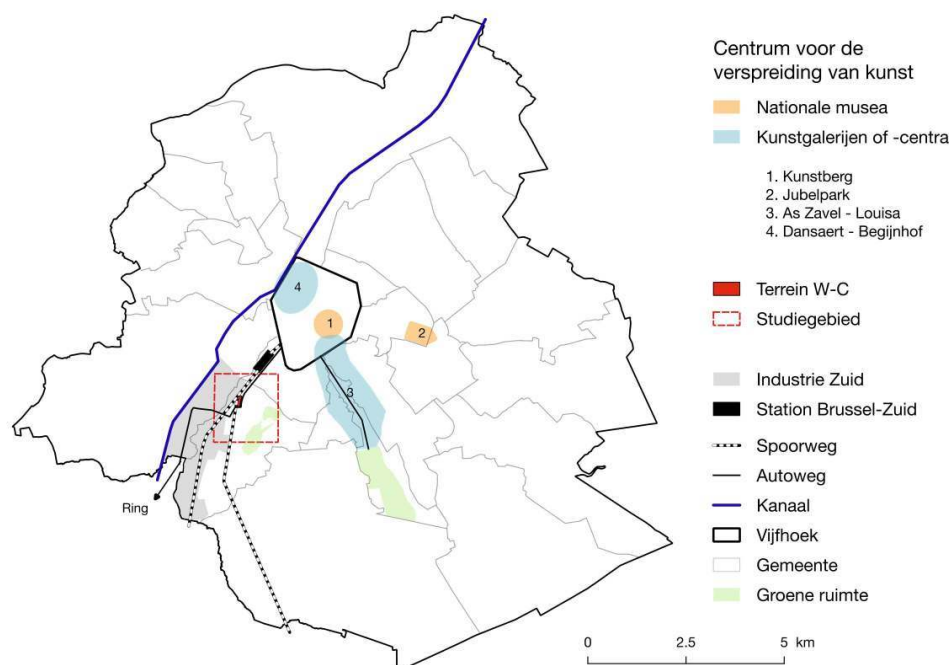 Centrum voor de
verspreiding van kunst
Nationale musea
Kunstgalerijen of -centra
1. Kunstberg
2. Jubelpark
3. As Zavel - Louisa
4. Dansaert - Begijnhof
Terrein W-C
Studiegebied
Industrie Zuid
Station Brussel-Zuid
Spoorweg
Autoweg
Kanaal
Vijfhoek
Gemeente
Groene ruimte
0 2.5 5 km
4
1
2
3
Ring